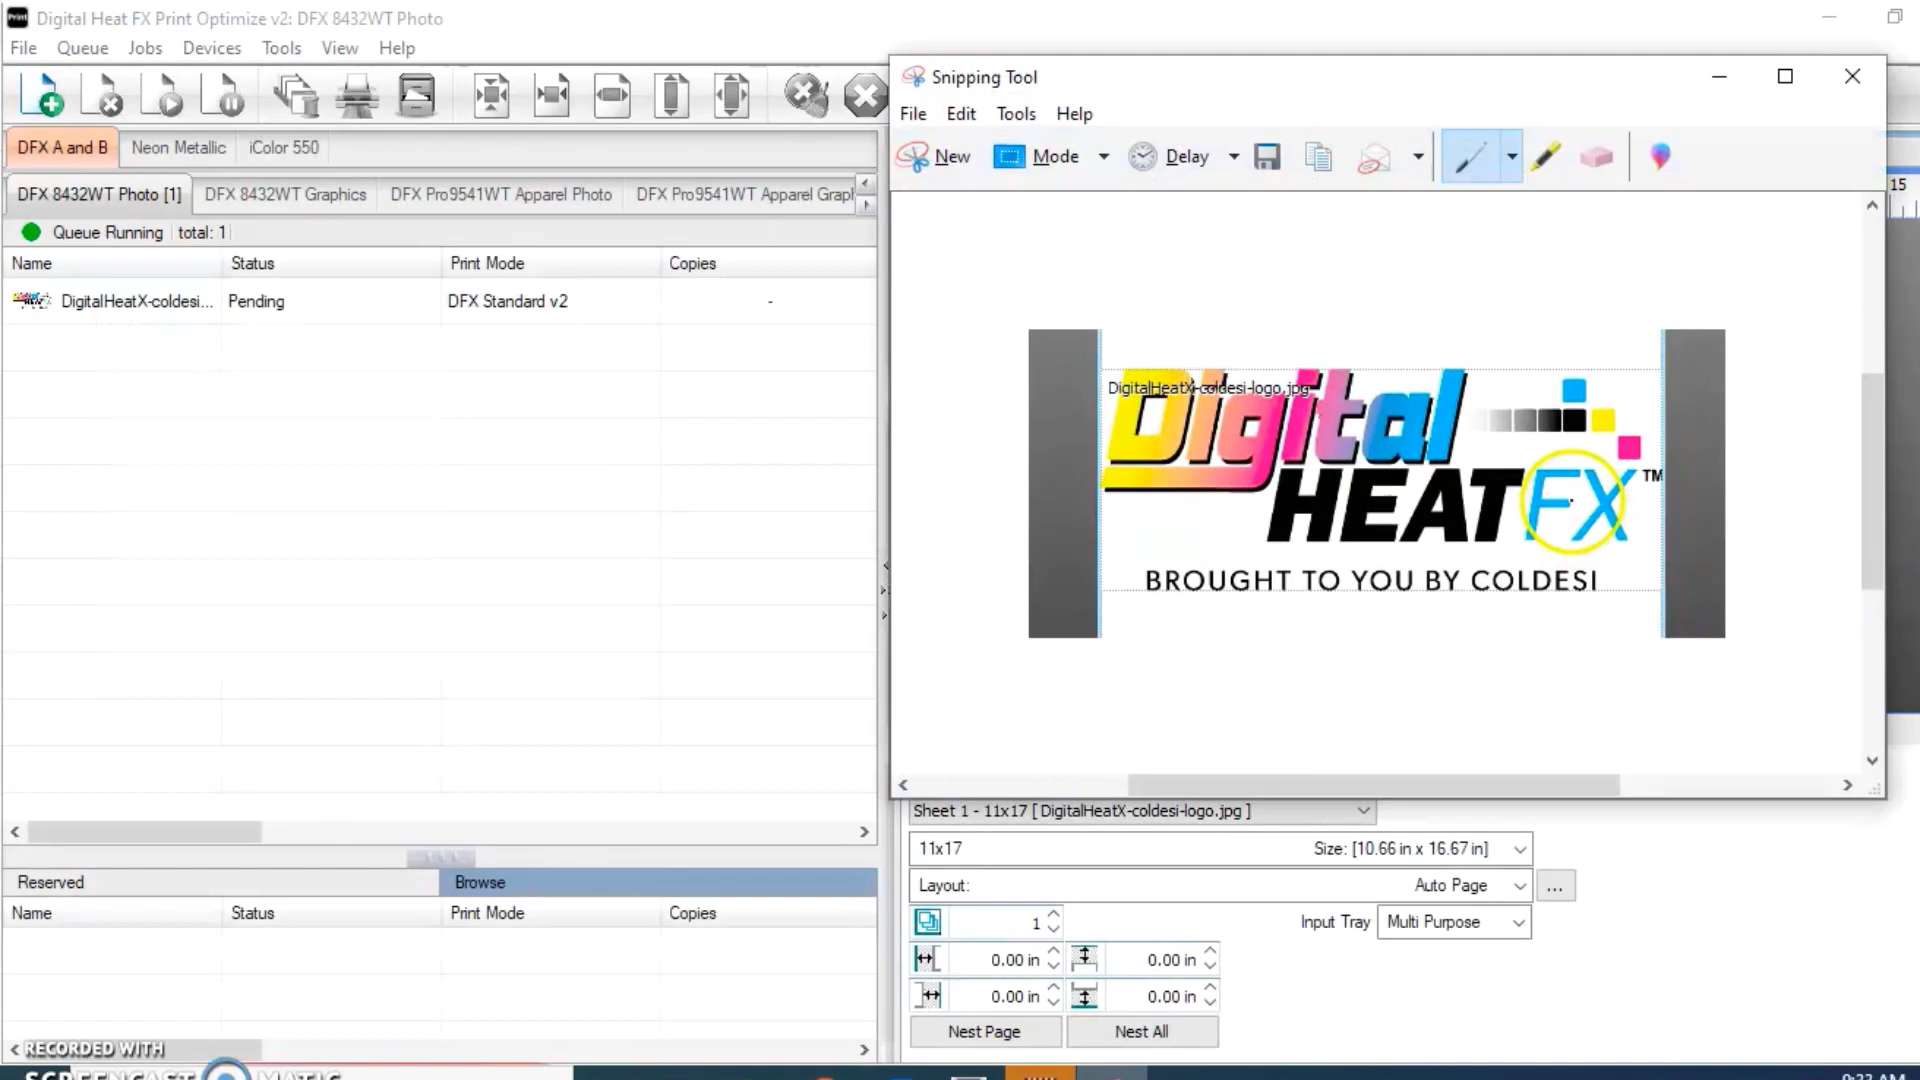 Print
Digital Heat FX Print Optimize v2: DFX 8432WT Photo
File Queue Jobs Devices Tools View Help
DFX A and B Neon Metallic iColor 550
DFX 8432WT Photo [1] DFX 8432WT Graphics DFX Pro9541WT Apparel Photo DFX Pro9541WT Apparel Grapl
Queue Running total: 1
Name Status Print Mode Copies
DigitalHeatX-coldesi... Pending DFX Standard v2 -
Reserved Browse
Name Status Print Mode Copies
RECORDED WITH
SCREENCAST MATIC
Snipping Tool
File Edit Tools Help
New Mode Delay
15
DigitalHeatX-coldesi-logo.jpg
Digital
HEAT FX ™
BROUGHT TO YOU BY COLDESI
Sheet 1 - 11x17 [ DigitalHeatX-coldesi-logo.jpg ]
11x17 Size: [10.66 in x 16.67 in]
Layout: Auto Page ...
1 Input Tray Multi Purpose
0.00 in 0.00 in
0.00 in 0.00 in
Nest Page Nest All
9:23 AM